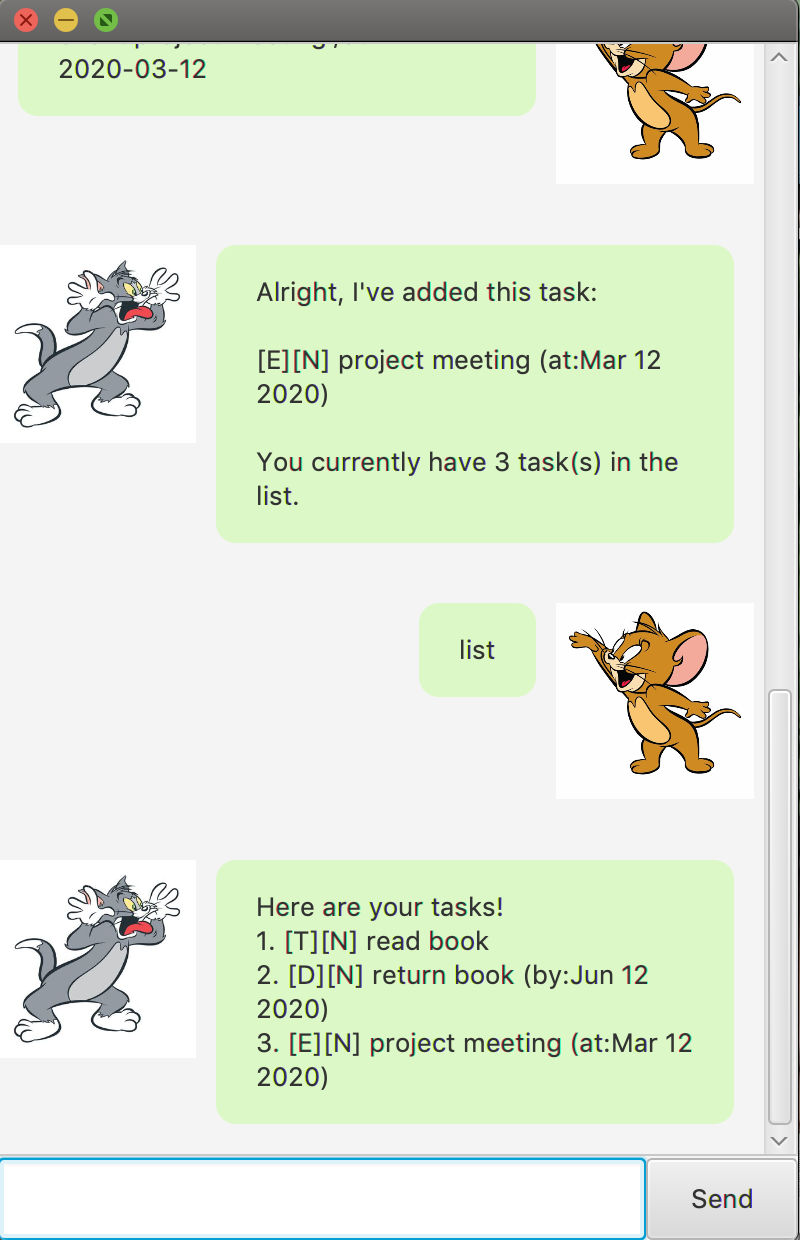 2020-03-12
Alright, I've added this task:
[E][N] project meeting (at:Mar 12
2020)
You currently have 3 task(s) in the
list.
list
Here are your tasks!
1. [T][N] read book
2. [D][N] return book (by:Jun 12
2020)
3. [E][N] project meeting (at:Mar 12
2020)
Send